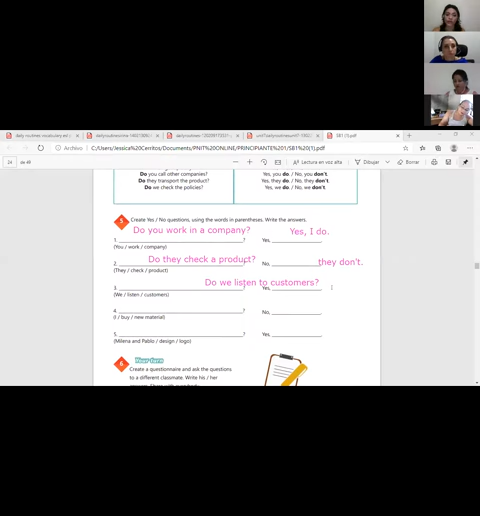 SB1 (1).pdf
Archivo
C:/Users/Jessica%20Cerritos/Documents/PNIT%20ONLINE/PRINCIPIANTE%201/SB1%20(1).pdf
24
de 46
Lectura en voz alta
Dibujar
Borrar
Do you call other companies?
Yes, you do. / No, you don't.
Do they transport the product?
Yes, they do. / No, they don't.
Do we check the policies?
Yes, we do. / No, we don't.
5
Create Yes / No questions, using the words in parentheses. Write the answers.
Do you work in a company?
Yes, I do.
1. ?
Yes,
(You / work / company)
Do they check a product?
they don't.
2. ?
No,
(They / check / product)
Do we listen to customers?
3. ?
Yes,
(We / listen / customers)
4. ?
No,
(I / buy / new material)
5. ?
Yes,
(Milena and Pablo / design / logo)
6
Your turn
Create a questionnaire and ask the questions
to a different classmate. Write his / her